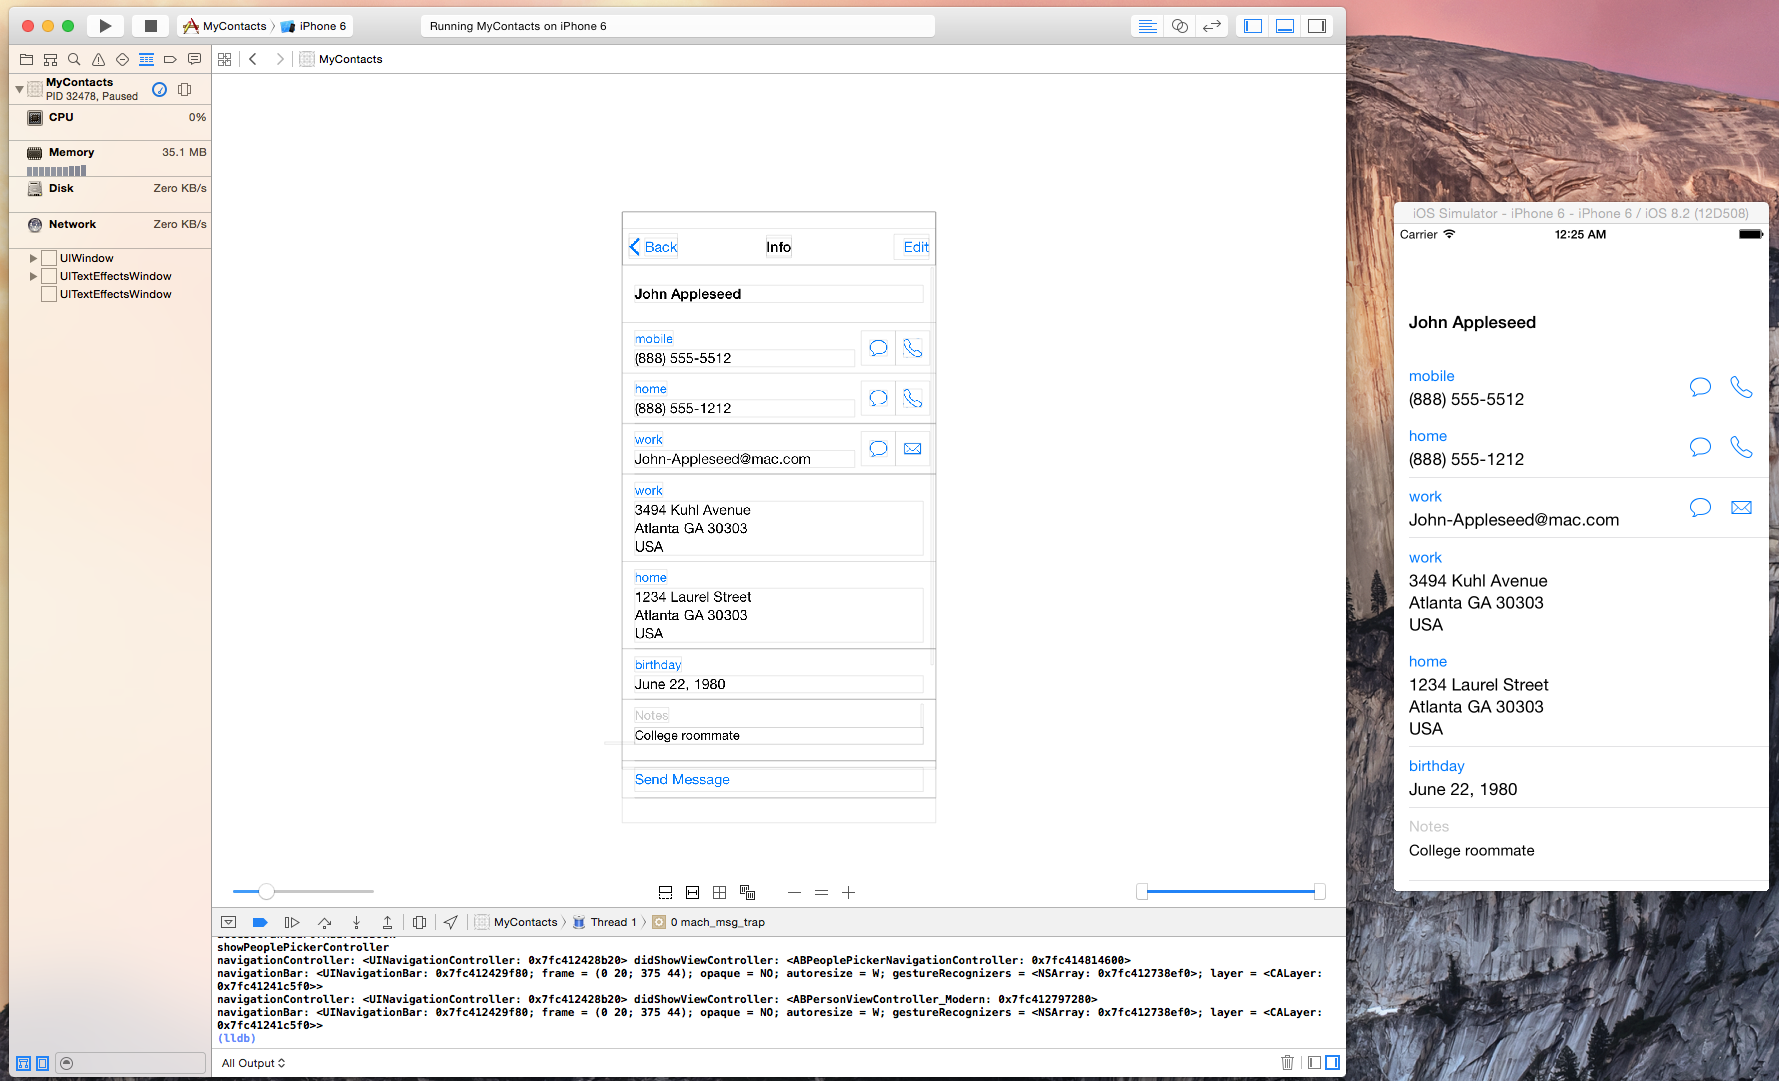 MyContacts
iPhone 6
Running MyContacts on iPhone 6
MyContacts
MyContacts
PID 32478, Paused
CPU 0%
Memory 35.1 MB
Disk Zero KB/s
Network Zero KB/s
UIWindow
UITextEffectsWindow
UITextEffectsWindow
Back Info Edit
John Appleseed
mobile
(888) 555-5512
home
(888) 555-1212
work
John-Appleseed@mac.com
work
3494 Kuhl Avenue
Atlanta GA 30303
USA
home
1234 Laurel Street
Atlanta GA 30303
USA
birthday
June 22, 1980
Notes
College roommate
Send Message
MyContacts Thread 1 0 mach_msg_trap
showPeoplePickerController
navigationController: <UINavigationController: 0x7fc412428b20> didShowViewController: <ABPeoplePickerNavigationController: 0x7fc414814600>
navigationBar: <UINavigationBar: 0x7fc412429f80; frame = (0 20; 375 44); opaque = NO; autoresize = W; gestureRecognizers = <NSArray: 0x7fc412738ef0>; layer = <CALayer:
0x7fc41241c5f0>>
navigationController: <UINavigationController: 0x7fc412428b20> didShowViewController: <ABPersonViewController_Modern: 0x7fc412797280>
navigationBar: <UINavigationBar: 0x7fc412429f80; frame = (0 20; 375 44); opaque = NO; autoresize = W; gestureRecognizers = <NSArray: 0x7fc412738ef0>; layer = <CALayer:
0x7fc41241c5f0>>
(lldb)
All Output
iOS Simulator - iPhone 6 - iPhone 6 / iOS 8.2 (12D508)
Carrier 12:25 AM
John Appleseed
mobile
(888) 555-5512
home
(888) 555-1212
work
John-Appleseed@mac.com
work
3494 Kuhl Avenue
Atlanta GA 30303
USA
home
1234 Laurel Street
Atlanta GA 30303
USA
birthday
June 22, 1980
Notes
College roommate